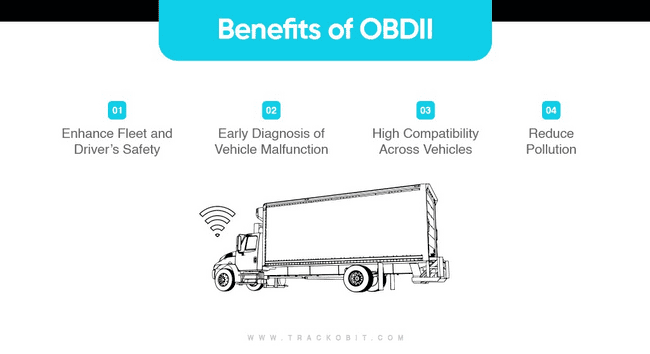 Benefits of OBDII
01
Enhance Fleet and
Driver's Safety
02
Early Diagnosis of
Vehicle Malfunction
03
High Compatibility
Across Vehicles
04
Reduce
Pollution
WWW.TRACKOBIT.COM